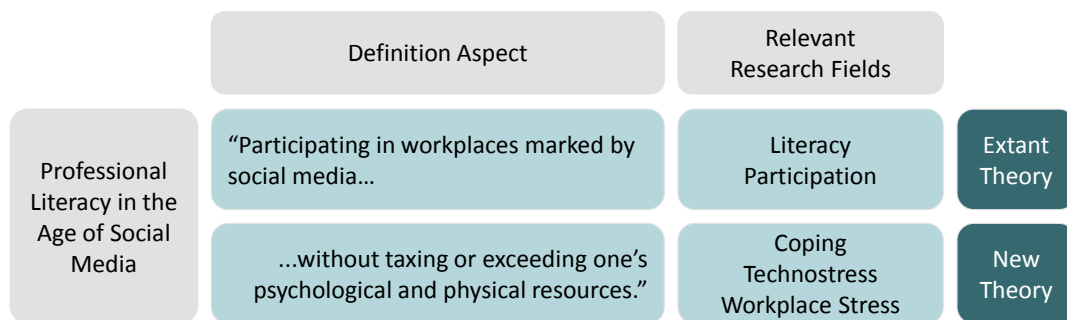 Definition Aspect
Relevant
Research Fields
Professional
Literacy in the
Age of Social
Media
“Participating in workplaces marked by
social media…
Literacy
Participation
Extant
Theory
...without taxing or exceeding one’s
psychological and physical resources.”
Coping
Technostress
Workplace Stress
New
Theory